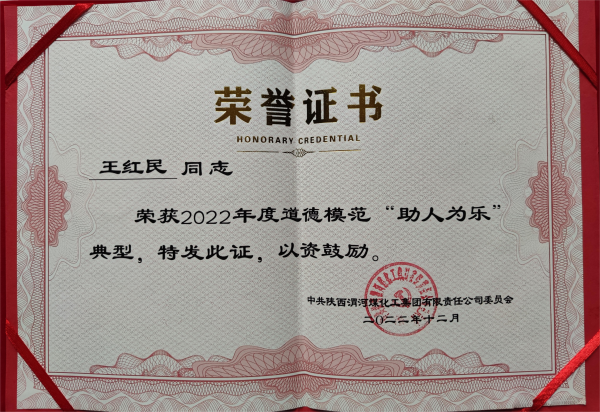 荣誉证书
HONORARY CREDENTIAL
王红民 同志
荣获2022年度道德模范“助人为乐”
典型，特发此证，以资鼓励。
中共陕西渭河煤化工集团有限责任公司委员会
二〇二二年十二月